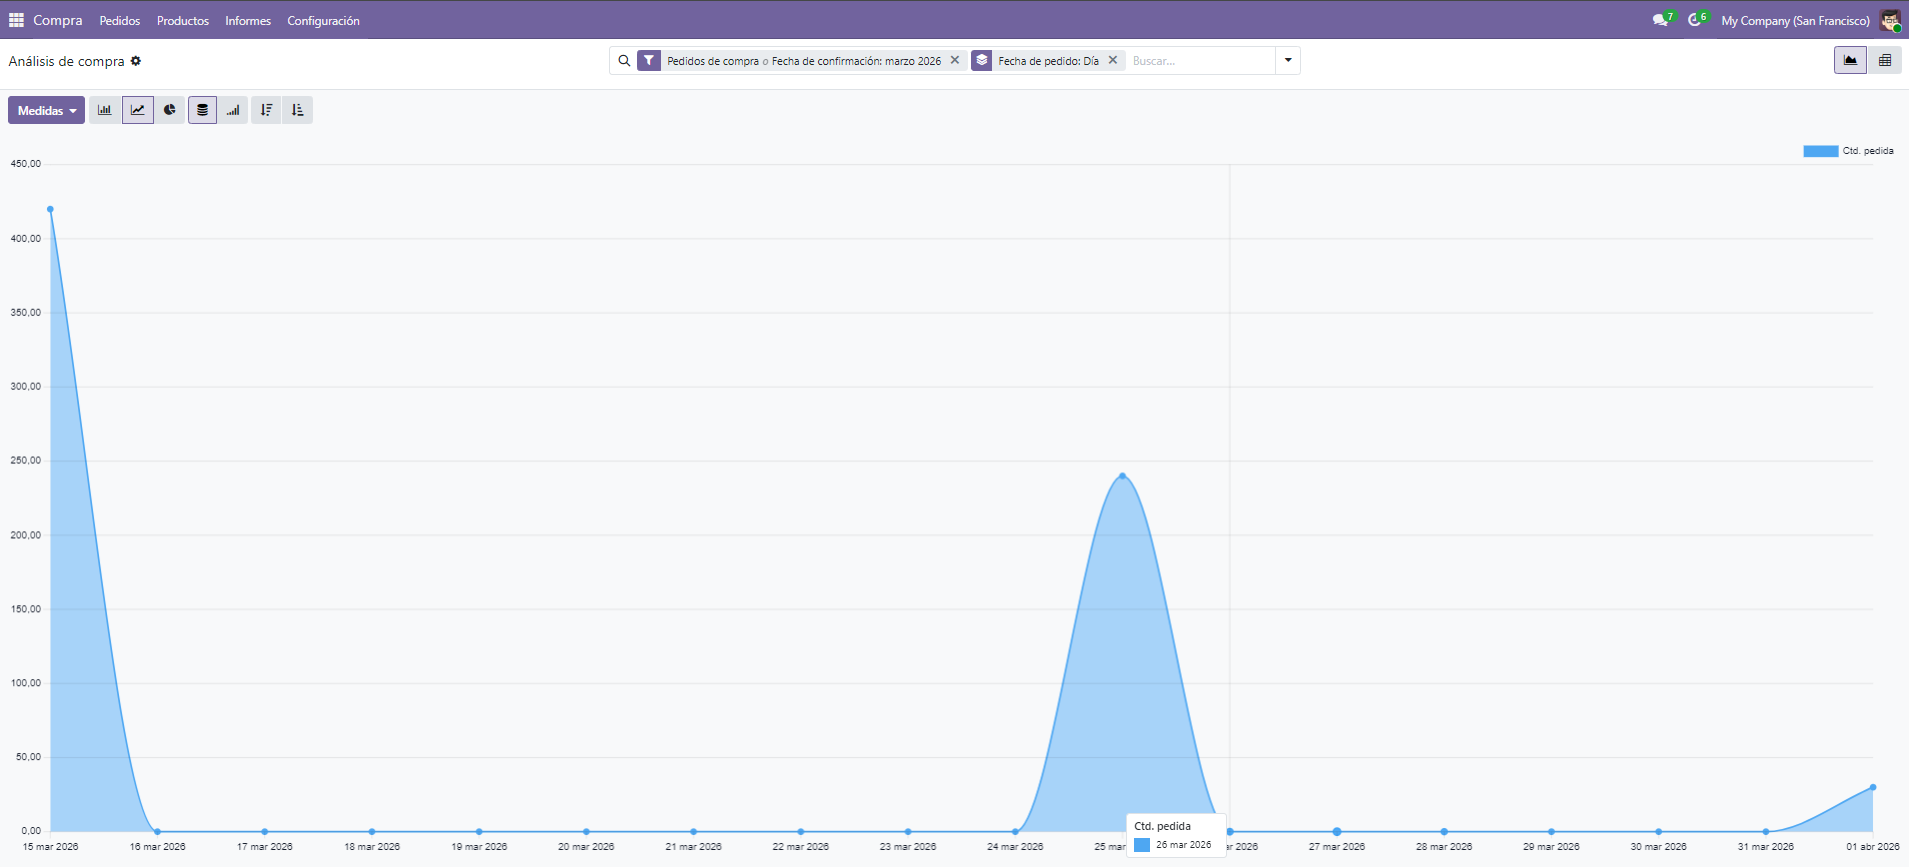 Compra Pedidos Productos Informes Configuración 7 6 My Company (San Francisco)
Análisis de compra Pedidos de compra o Fecha de confirmación: marzo 2026 Fecha de pedido: Día Buscar...
Medidas
Ctd. pedida
450,00
400,00
350,00
300,00
250,00
200,00
150,00
100,00
50,00
0,00
Ctd. pedida
26 mar 2026
15 mar 2026 16 mar 2026 17 mar 2026 18 mar 2026 19 mar 2026 20 mar 2026 21 mar 2026 22 mar 2026 23 mar 2026 24 mar 2026 25 mar 2026 27 mar 2026 28 mar 2026 29 mar 2026 30 mar 2026 31 mar 2026 01 abr 2026